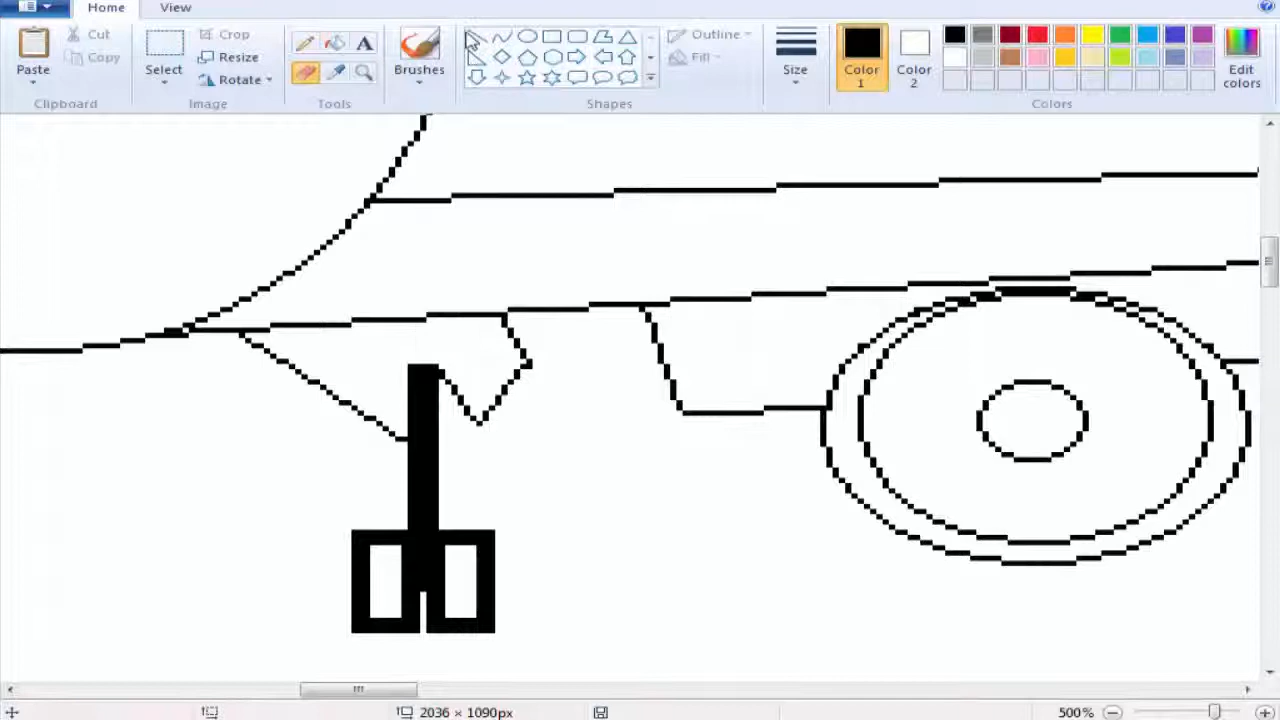 Home View
Paste
Cut
Copy
Clipboard
Select
Crop
Resize
Rotate
Image
A
Tools
Brushes
Shapes
Outline
Fill
Size
Color 1
Color 2
Edit colors
Colors
2036 × 1090px
500%